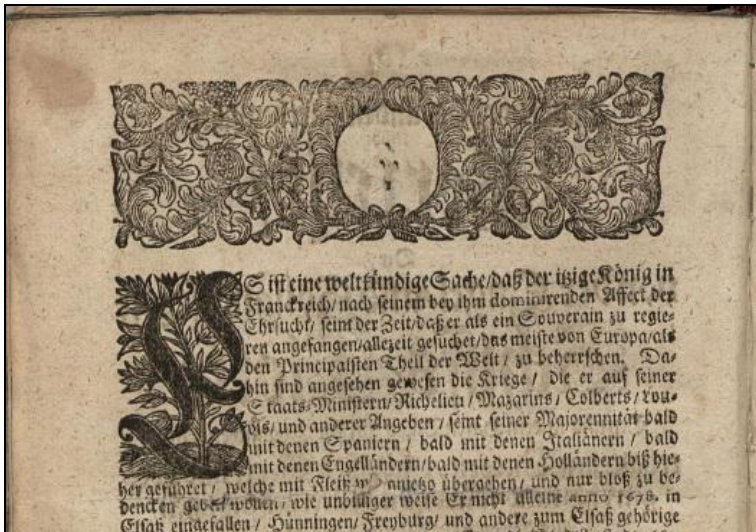 ES ist eine weltkündige Sache/daß der itzige König in
Franckreich/nach seinem bey ihm dominirenden Affect der
Ehrsucht/ seint der Zeit/daß er als ein Souverain zu regie-
ren angefangen/allezeit gesuchet/das meiste von Europa/als
den Principalsten Theil der Welt / zu beherrschen. Da-
hin sind angesehen gewesen die Kriege / die er auf seiner
Staats-Ministern/Richelieu / Mazarins / Colberts / Lou-
vois/ und anderer Angeben / seint seiner Majorennität bald
mit denen Spaniern / bald mit denen Italiänern / bald
mit denen Engelländern/bald mit denen Holländern biß hie-
her geführet / welche mit Fleiß anietzo übergehen / und nur bloß zu be-
dencken geben wollen/ wie unbilliger weise Er nicht alleine anno 1678. in
Elsaß eingefallen / Hünningen/ Freyburg/ und andere zum Elsaß gehörige